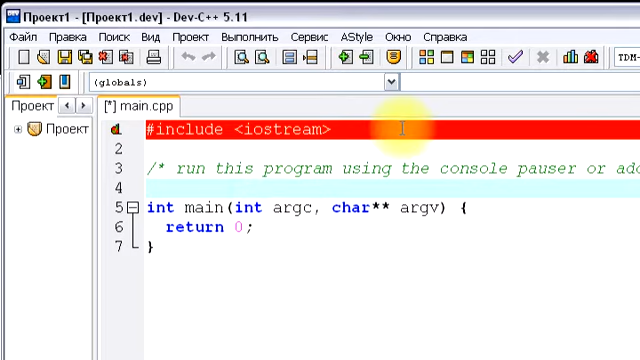 Проект1 - [Проект1.dev] - Dev-C++ 5.11
Файл Правка Поиск Вид Проект Выполнить Сервис AStyle Окно Справка
TDM-
(globals)
Проект [*] main.cpp
Проект
#include <iostream>
2
3 /* run this program using the console pauser or add
4
5 int main(int argc, char** argv) {
6 return 0;
7 }